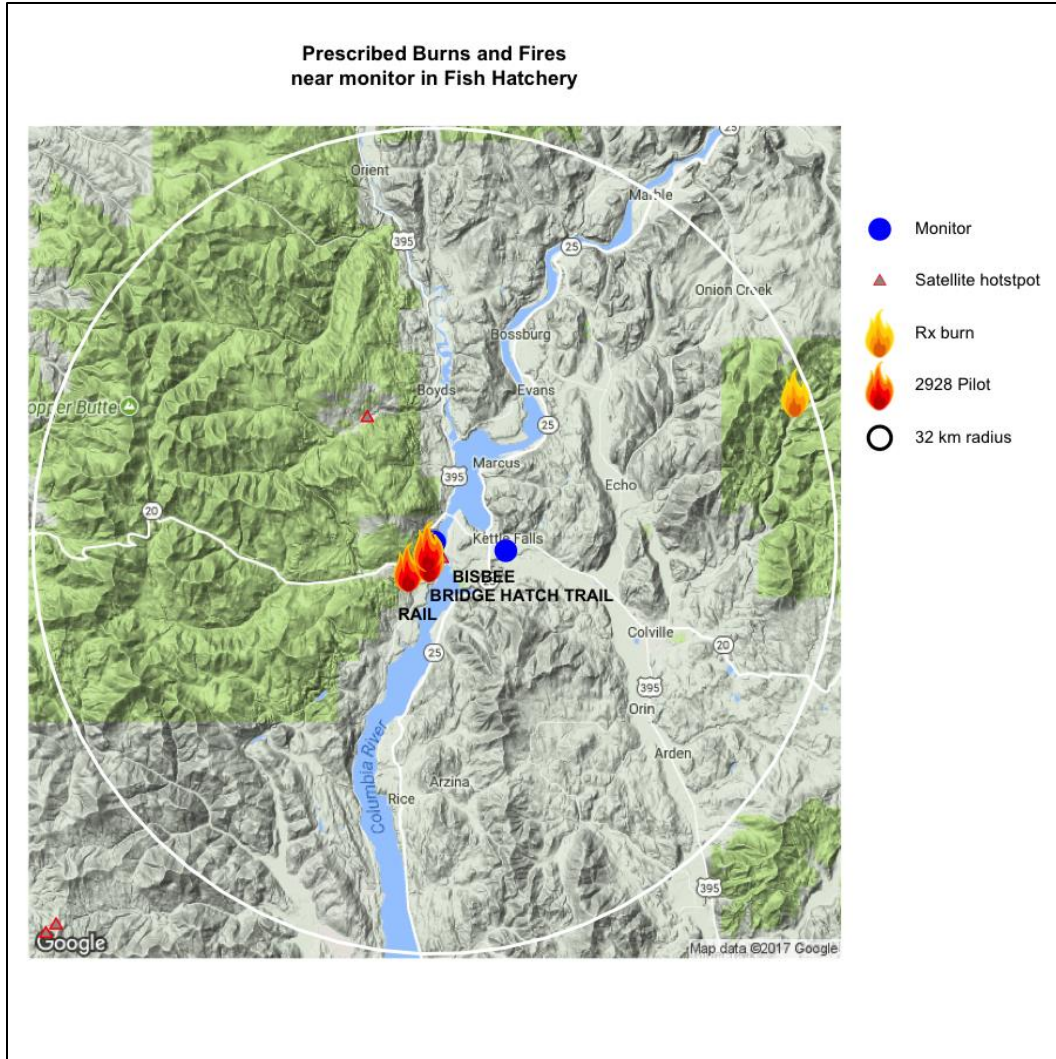 Prescribed Burns and Fires
near monitor in Fish Hatchery
25
Orient
Marble
395
25
Onion Creek
Bossburg
Boyds
Evans
opper Butte
25
Marcus
395
Echo
20
Kettle Falls
BISBEE
BRIDGE HATCH TRAIL
RAIL
Colville
20
25
395
Orin
Columbia River
Arden
Arzina
Rice
395
Google
Map data ©2017 Google
Monitor
Satellite hotstpot
Rx burn
2928 Pilot
32 km radius